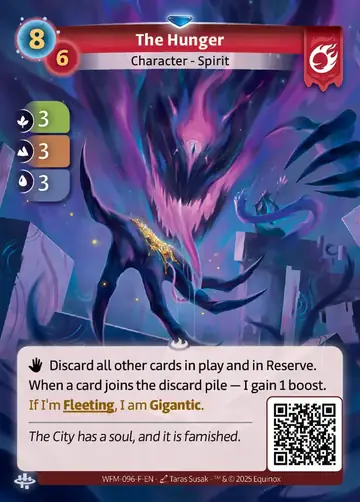 8
6
The Hunger
Character - Spirit
3
3
3
Discard all other cards in play and in Reserve.
When a card joins the discard pile — I gain 1 boost.
If I'm Fleeting, I am Gigantic.
The City has a soul, and it is famished.
WFM-096-F-EN - Taras Susak - ™ & © 2025 Equinox